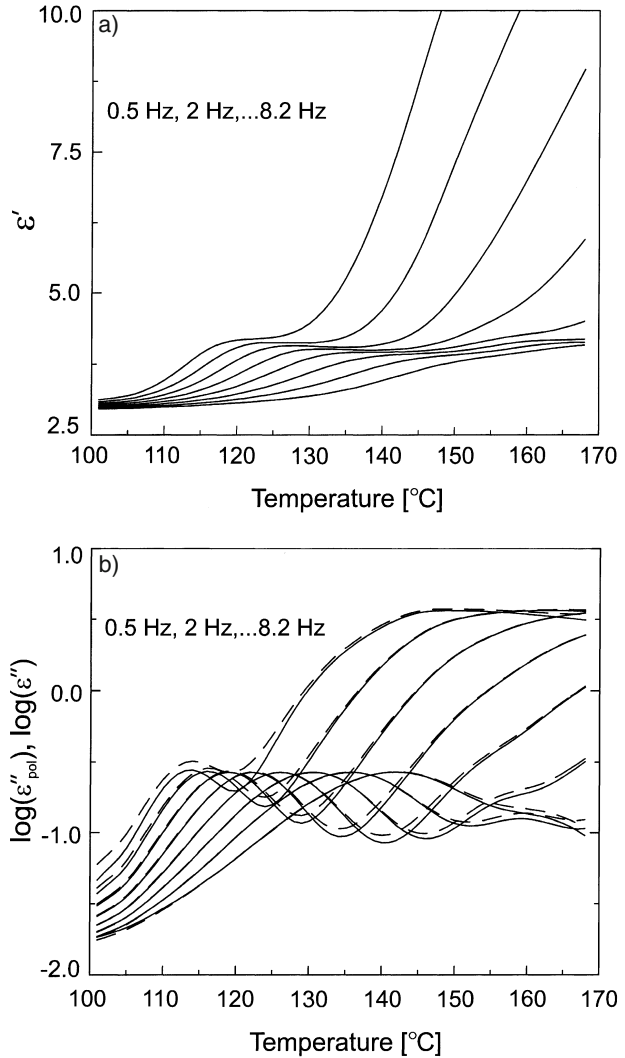 a)
10.0
7.5
5.0
2.5
ε′
0.5 Hz, 2 Hz,...8.2 Hz
100 110 120 130 140 150 160 170
Temperature [°C]
b)
1.0
0.0
-1.0
-2.0
log(ε″pol), log(ε″)
0.5 Hz, 2 Hz,...8.2 Hz
100 110 120 130 140 150 160 170
Temperature [°C]